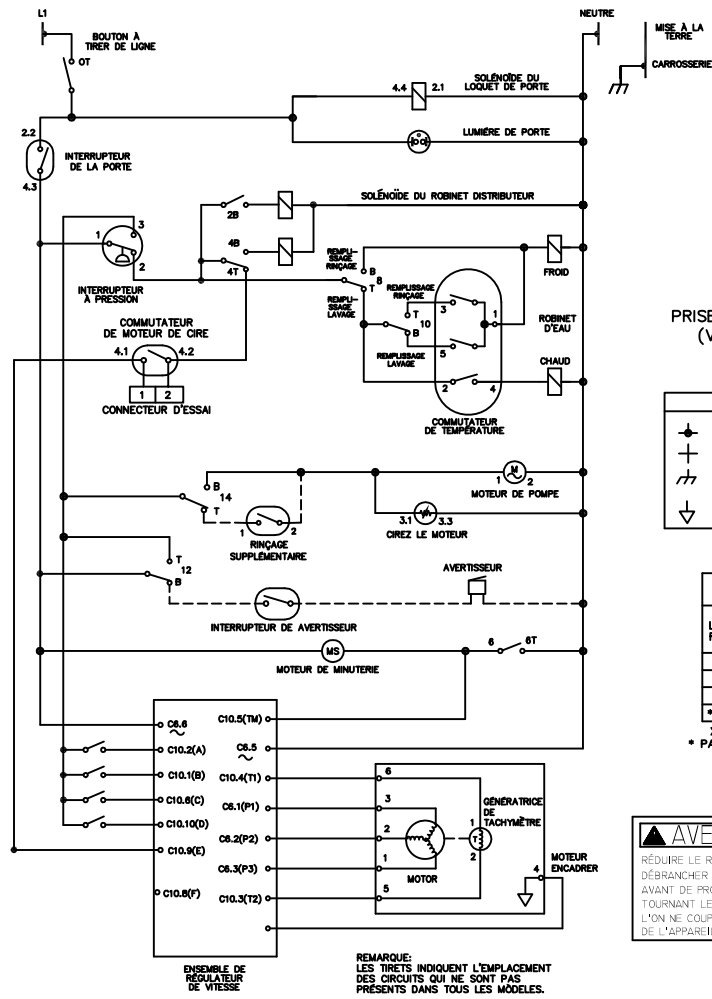 L1
NEUTRE
MISE À LA
TERRE
CARROSSERIE
BOUTON À
TIRER DE LIGNE
OT
4.4
2.1
SOLÉNOÏDE DU
LOQUET DE PORTE
LUMIÉRE DE PORTE
2.2
INTERRUPTEUR
DE LA PORTE
4.3
SOLÉNOÏDE DU ROBINET DISTRIBUTEUR
2B
4B
4T
1
3
2
INTERRUPTEUR
À PRESSION
REMPLI-
SSAGE
RINÇAGE
B
8
T
REMPLI-
SSAGE
LAVAGE
REMPLISSAGE
RINÇAGE
T
10
B
REMPLISSAGE
LAVAGE
3
1
5
2
4
FROID
ROBINET
D'EAU
CHAUD
COMMUTATEUR
DE TEMPÉRATURE
COMMUTATEUR
DE MOTEUR DE CIRE
4.1
4.2
1
2
CONNECTEUR D'ESSAI
PRISE
(V
B
14
T
1
2
RINÇAGE
SUPPLÉMENTAIRE
M
1
2
MOTEUR DE POMPE
3.1
3.3
CIREZ LE MOTEUR
T
12
B
INTERRUPTEUR DE AVERTISSEUR
AVERTISSEUR
MS
MOTEUR DE MINUTERIE
6
6T
L
F
*
* PA
C6.6
C10.2(A)
C10.1(B)
C10.6(C)
C10.10(D)
C10.9(E)
C10.8(F)
C10.5(TM)
C6.5
C10.4(T1)
C6.1(P1)
C6.2(P2)
C6.3(P3)
C10.3(T2)
6
3
2
1
5
MOTOR
GÉNÉRATRICE
DE
TACHYMÈTRE
1
T
2
4
MOTEUR
ENCADRER
ENSEMBLE DE
RÉGULATEUR
DE VITESSE
REMARQUE:
LES TIRETS INDIQUENT L'EMPLACEMENT
DES CIRCUITS QUI NE SONT PAS
PRÉSENTS DANS TOUS LES MODÈLES.
AVE
RÉDUIRE LE R
DÉBRANCHER
AVANT DE PRO
TOURNANT LE
L'ON NE COUP
DE L'APPAREI